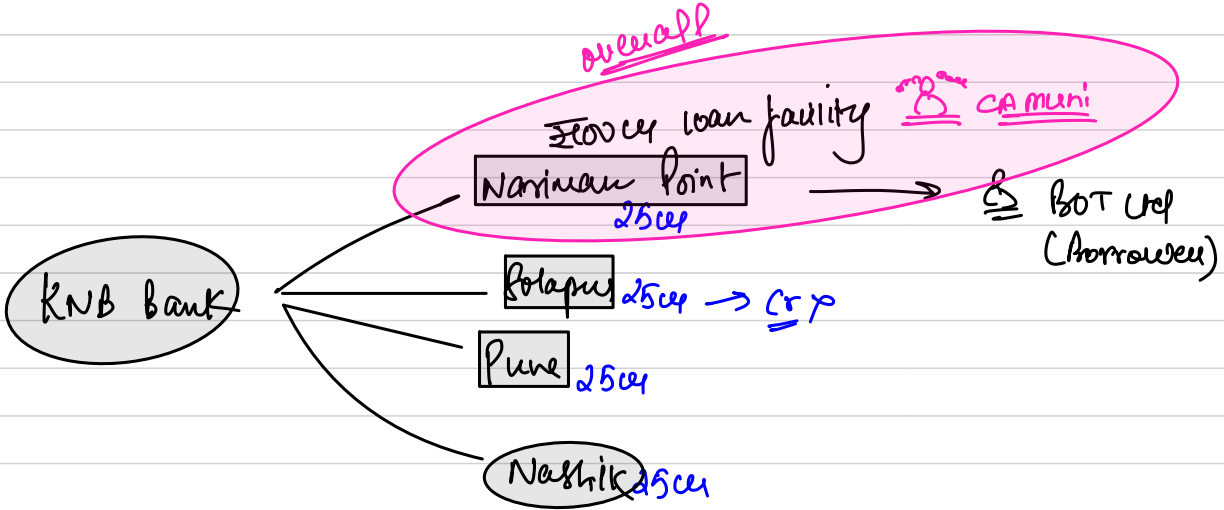 overall
₹100cr loan facility CA muni
Nariman Point
25cr
BOT Ltd
(Borrower)
KNB Bank
Solapur 25cr → Cr x
Pune 25cr
Nashik 25cr